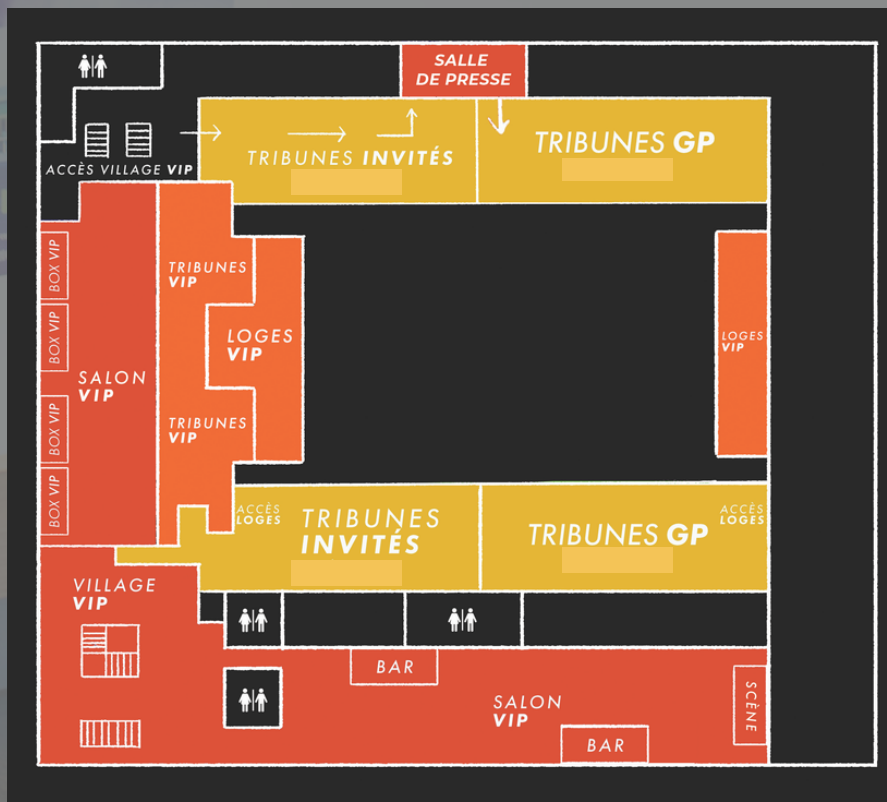 SALLE
DE PRESSE
TRIBUNES INVITÉS
TRIBUNES GP
ACCÈS VILLAGE VIP
BOX VIP
BOX VIP
BOX VIP
BOX VIP
SALON
VIP
TRIBUNES
VIP
LOGES
VIP
TRIBUNES
VIP
LOGES
VIP
ACCÈS
LOGES
TRIBUNES
INVITÉS
TRIBUNES GP
ACCÈS
LOGES
VILLAGE
VIP
BAR
SALON
VIP
BAR
SCÈNE